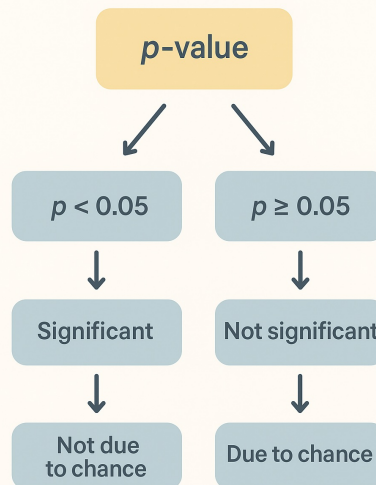 p-value
p < 0.05
p ≥ 0.05
Significant
Not significant
Not due
to chance
Due to chance